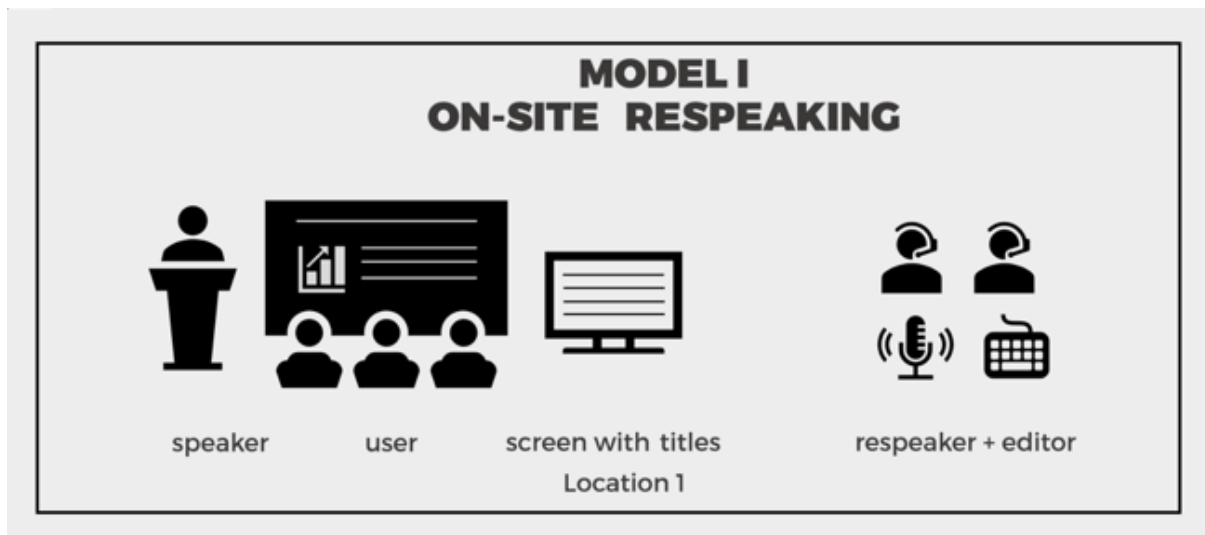 MODEL I
ON-SITE RESPEAKING
speaker
user
screen with titles
respeaker + editor
Location 1